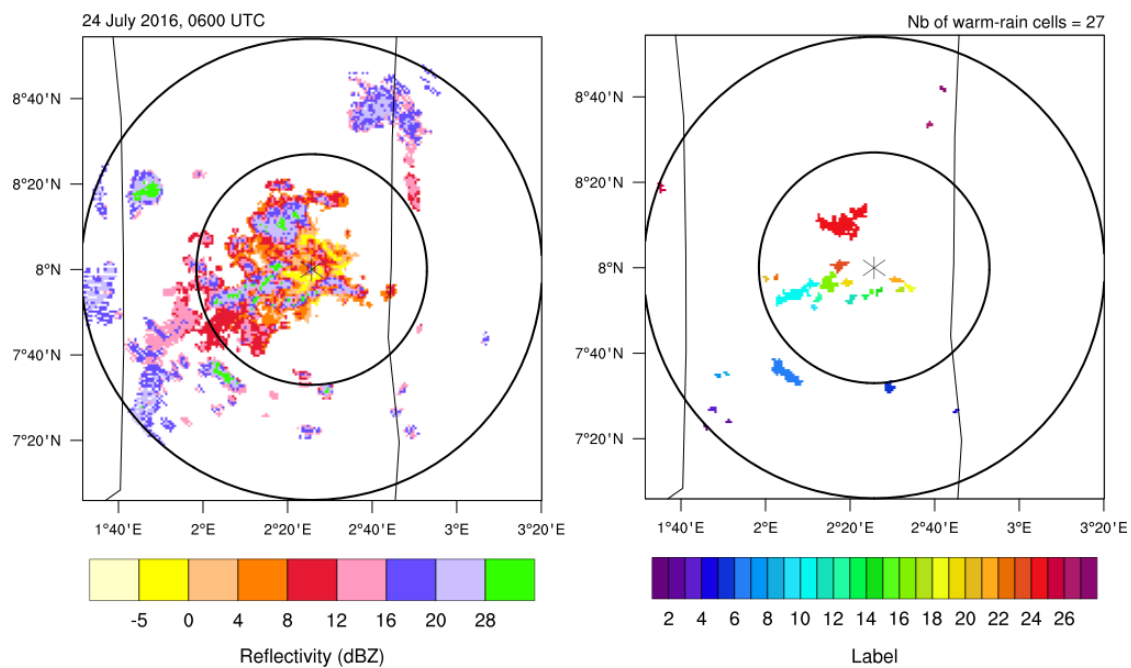 24 July 2016, 0600 UTC
8°40'N
8°20'N
8°N
7°40'N
7°20'N
1°40'E 2°E 2°20'E 2°40'E 3°E 3°20'E
-5 0 4 8 12 16 20 28
Reflectivity (dBZ)
Nb of warm-rain cells = 27
8°40'N
8°20'N
8°N
7°40'N
7°20'N
1°40'E 2°E 2°20'E 2°40'E 3°E 3°20'E
2 4 6 8 10 12 14 16 18 20 22 24 26
Label